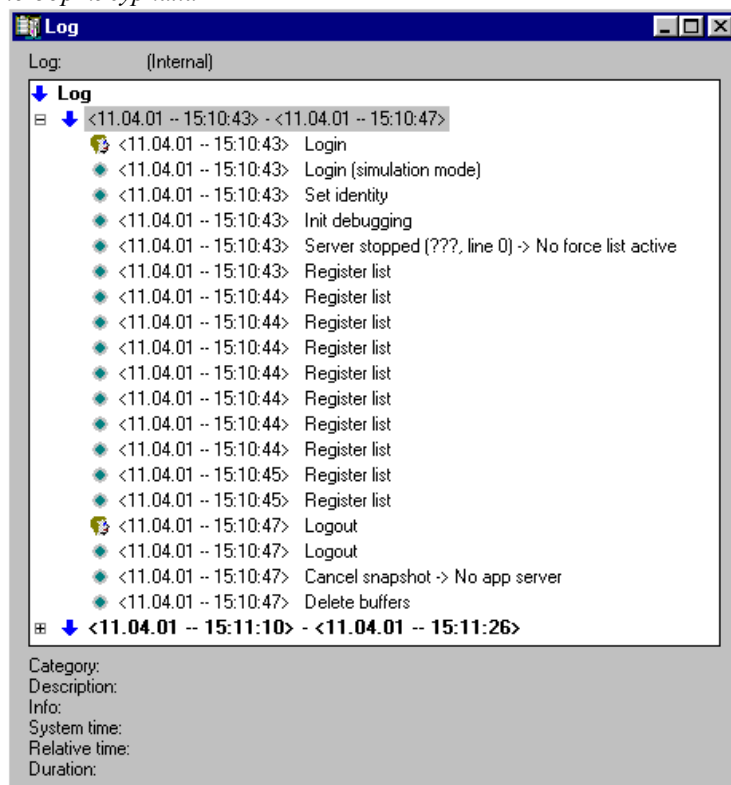 Log
Log: (Internal)
Log
<11.04.01 -- 15:10:43> - <11.04.01 -- 15:10:47>
<11.04.01 -- 15:10:43> Login
<11.04.01 -- 15:10:43> Login (simulation mode)
<11.04.01 -- 15:10:43> Set identity
<11.04.01 -- 15:10:43> Init debugging
<11.04.01 -- 15:10:43> Server stopped (???, line 0) -> No force list active
<11.04.01 -- 15:10:43> Register list
<11.04.01 -- 15:10:44> Register list
<11.04.01 -- 15:10:44> Register list
<11.04.01 -- 15:10:44> Register list
<11.04.01 -- 15:10:44> Register list
<11.04.01 -- 15:10:44> Register list
<11.04.01 -- 15:10:44> Register list
<11.04.01 -- 15:10:44> Register list
<11.04.01 -- 15:10:45> Register list
<11.04.01 -- 15:10:45> Register list
<11.04.01 -- 15:10:47> Logout
<11.04.01 -- 15:10:47> Logout
<11.04.01 -- 15:10:47> Cancel snapshot -> No app server
<11.04.01 -- 15:10:47> Delete buffers
<11.04.01 -- 15:11:10> - <11.04.01 -- 15:11:26>
Category:
Description:
Info:
System time:
Relative time:
Duration: